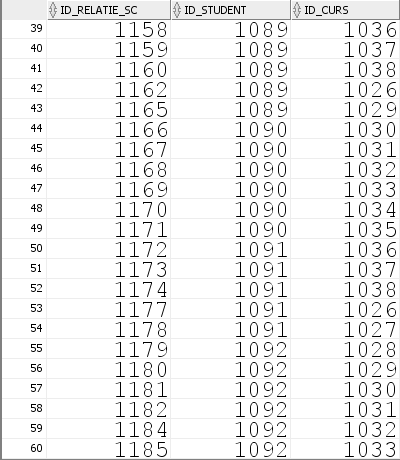 ID_RELATIE_SC ID_STUDENT ID_CURS
39 1158 1089 1036
40 1159 1089 1037
41 1160 1089 1038
42 1162 1089 1026
43 1165 1089 1029
44 1166 1090 1030
45 1167 1090 1031
46 1168 1090 1032
47 1169 1090 1033
48 1170 1090 1034
49 1171 1090 1035
50 1172 1091 1036
51 1173 1091 1037
52 1174 1091 1038
53 1177 1091 1026
54 1178 1091 1027
55 1179 1092 1028
56 1180 1092 1029
57 1181 1092 1030
58 1182 1092 1031
59 1184 1092 1032
60 1185 1092 1033